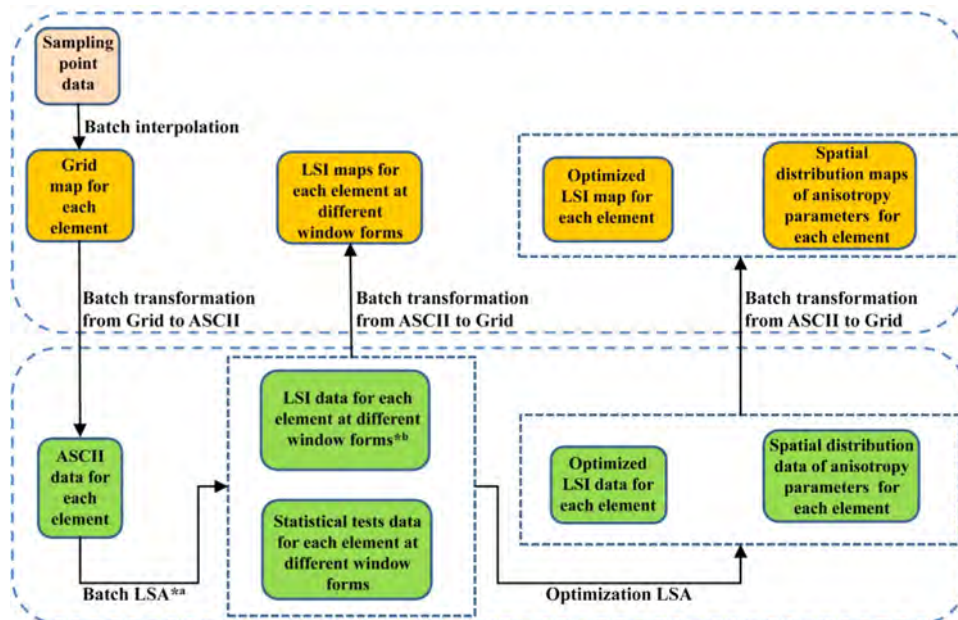 Sampling
point
data
Batch interpolation
Grid
map for
each
element
LSI maps for
each element at
different
window forms
Optimized
LSI map for
each element
Spatial
distribution maps
of anisotropy
parameters for
each element
Batch transformation
from Grid to ASCII
Batch transformation
from ASCII to Grid
Batch transformation
from ASCII to Grid
ASCII
data for
each
element
LSI data for each
element at different
window forms*b
Statistical tests data
for each element at
different window
forms
Optimized
LSI data for
each element
Spatial distribution
data of anisotropy
parameters for
each element
Batch LSA*a
Optimization LSA